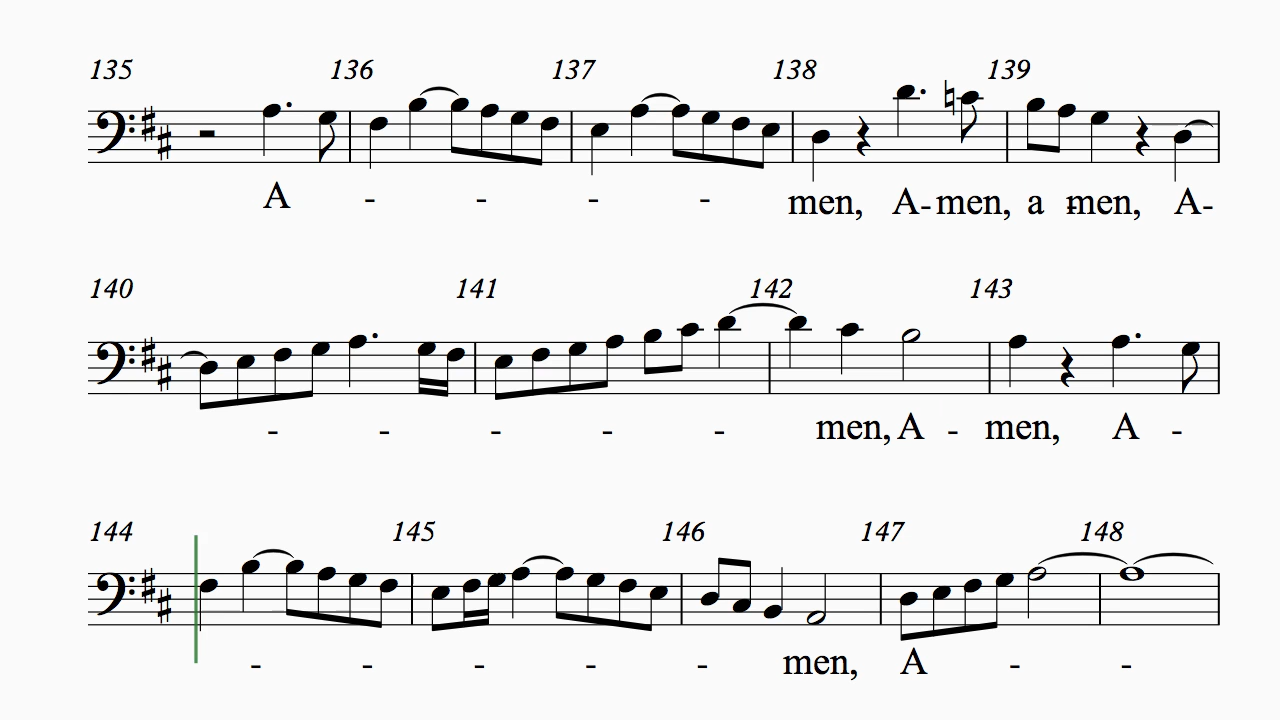 135 136 137 138 139
A - - - - men, A - men, a - men, A -
140 141 142 143
- - - - - men, A - men, A -
144 145 146 147 148
- - - - - men, A - -